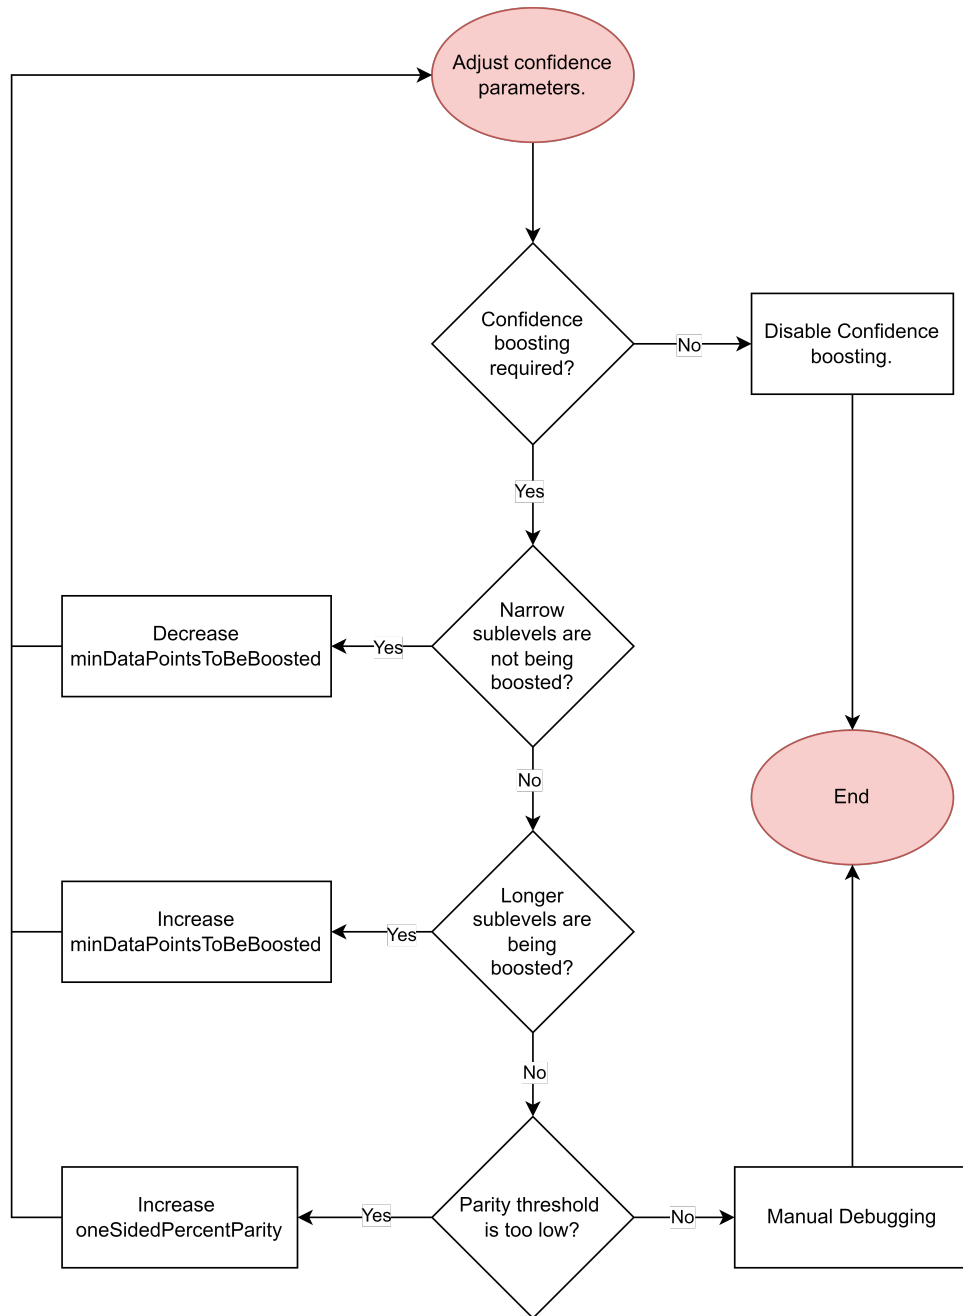 Adjust confidence
parameters.
Confidence
boosting
required?
No
Disable Confidence
boosting.
Yes
Narrow
sublevels are
not being
boosted?
Yes
Decrease
minDataPointsToBeBoosted
No
End
Longer
sublevels are
being
boosted?
Yes
Increase
minDataPointsToBeBoosted
No
Parity threshold
is too low?
Yes
Increase
oneSidedPercentParity
No
Manual Debugging